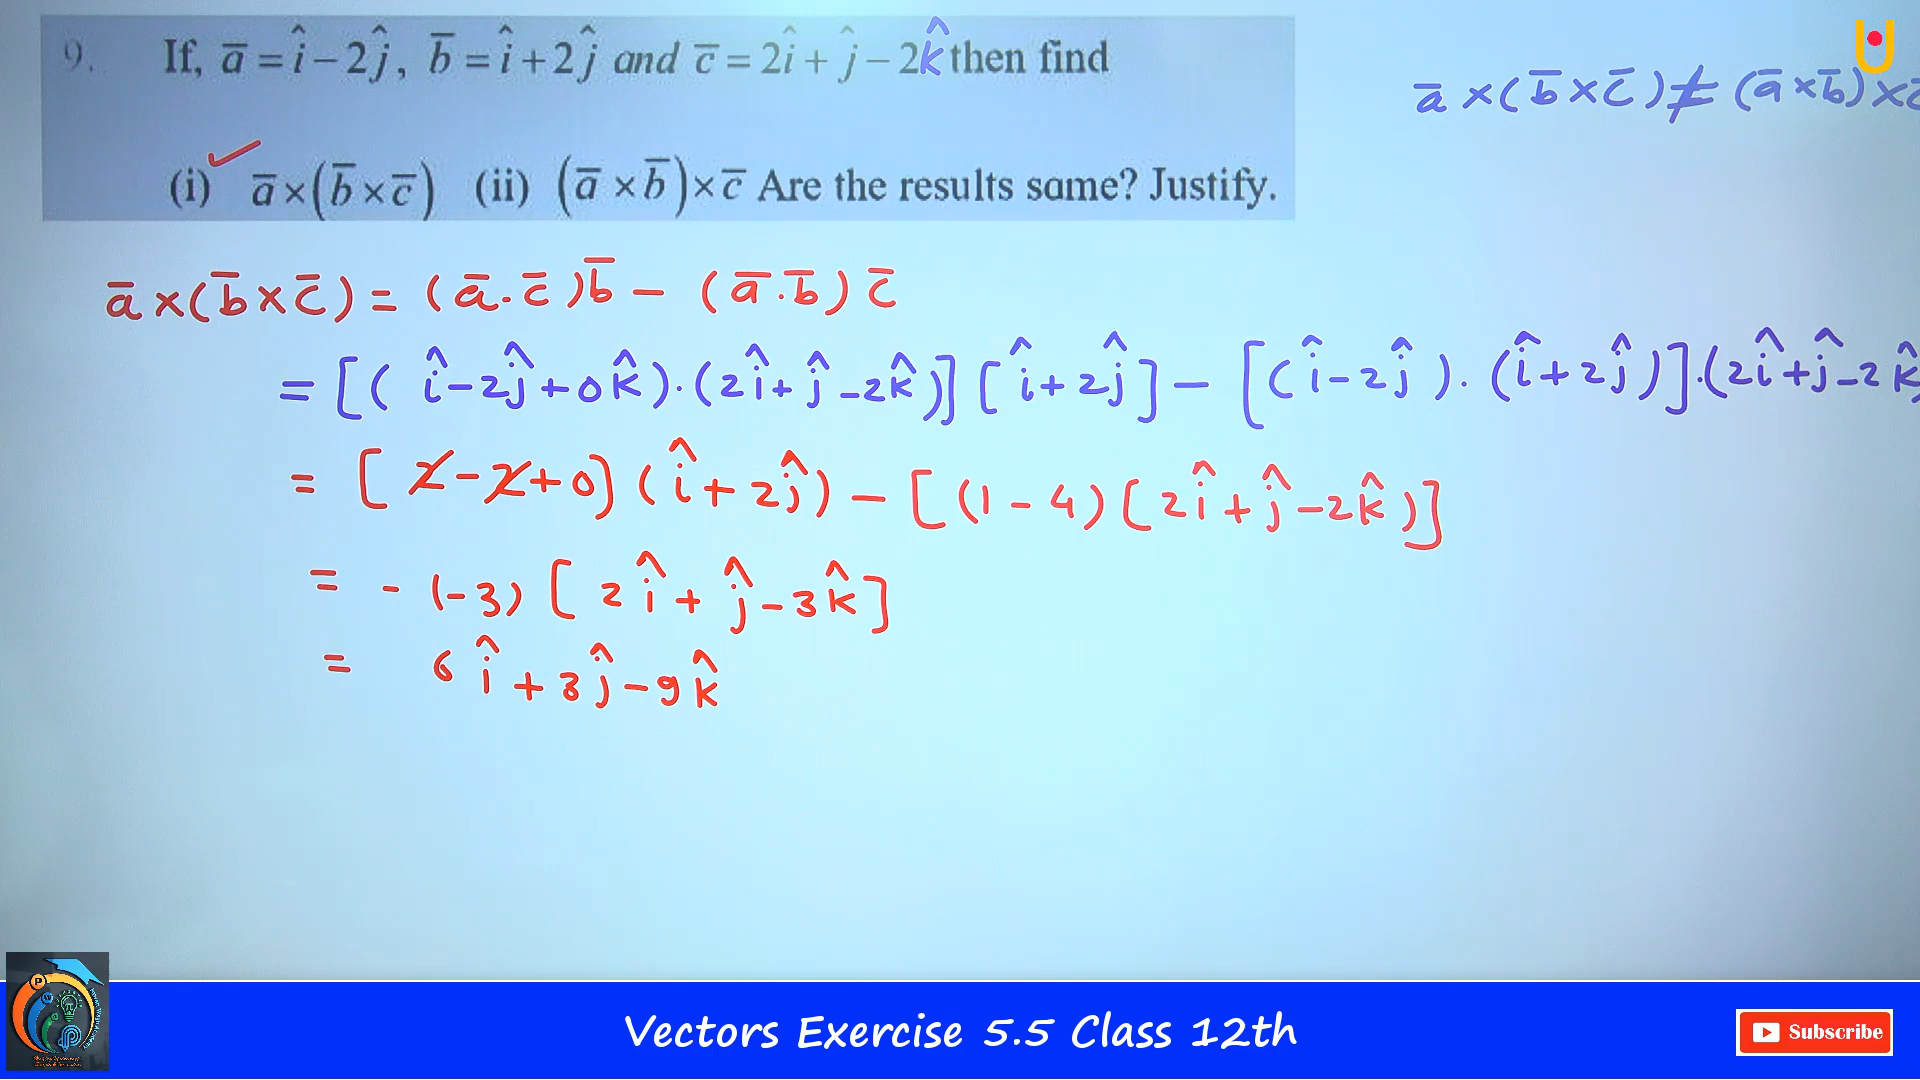 9. If, a̅ = î − 2ĵ, b̅ = î + 2ĵ and c̅ = 2î + ĵ − 2k̂ then find
a̅ × (b̅ × c̅) ≠ (a̅ × b̅) × c̅
(i) a̅ × (b̅ × c̅) (ii) (a̅ × b̅) × c̅ Are the results same? Justify.
a̅ × (b̅ × c̅) = (a̅ . c̅) b̅ − (a̅ . b̅) c̅
= [(î − 2ĵ + 0k̂) . (2î + ĵ − 2k̂)] [î + 2ĵ] − [(î − 2ĵ) . (î + 2ĵ)] . (2î + ĵ − 2k̂)
= [2 − 2 + 0] (î + 2ĵ) − [(1 − 4) [2î + ĵ − 2k̂)]
= - (-3) [2î + ĵ − 3k̂]
= 6î + 3ĵ − 9k̂
Vectors Exercise 5.5 Class 12th
Subscribe